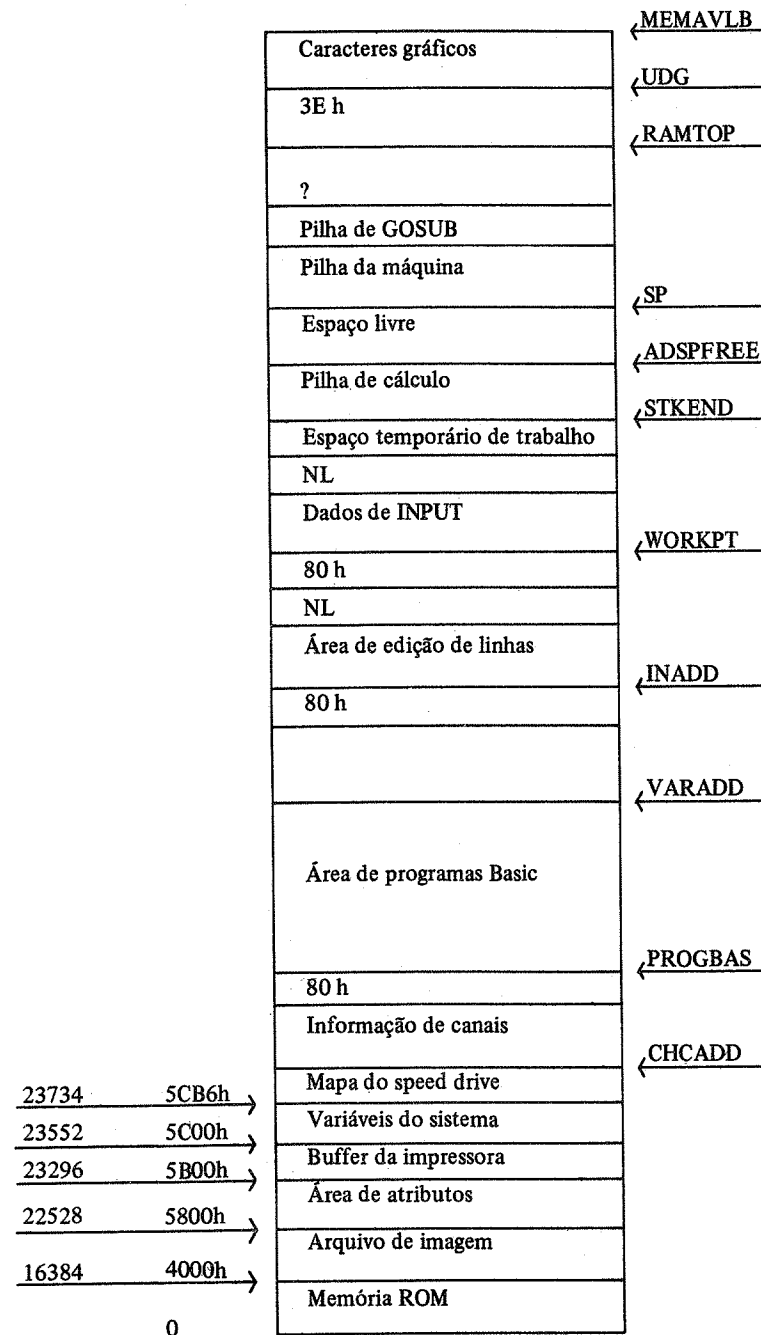 MEMAVLB
Caracteres gráficos
UDG
3E h
RAMTOP
?
Pilha de GOSUB
Pilha da máquina
SP
Espaço livre
ADSPFREE
Pilha de cálculo
STKEND
Espaço temporário de trabalho
NL
Dados de INPUT
WORKPT
80 h
NL
Área de edição de linhas
INADD
80 h
VARADD
Área de programas Basic
PROGBAS
80 h
Informação de canais
CHCADD
Mapa do speed drive
23734 5CB6h
Variáveis do sistema
23552 5C00h
Buffer da impressora
23296 5B00h
Área de atributos
22528 5800h
Arquivo de imagem
16384 4000h
Memória ROM
0